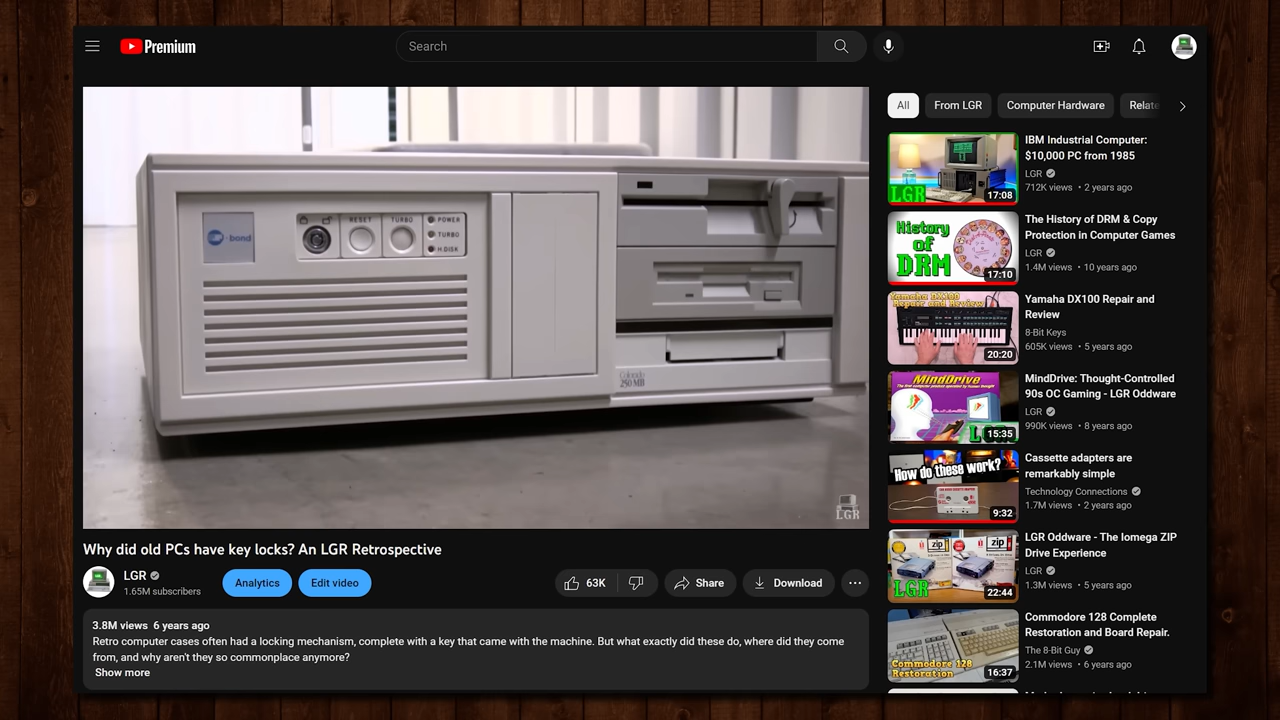 Premium
Search
bond
RESET
TURBO
POWER
TURBO
H.DISK
Colorado
250 MB
LGR
Why did old PCs have key locks? An LGR Retrospective
LGR
1.65M subscribers
Analytics
Edit video
63K
Share
Download
3.8M views 6 years ago
Retro computer cases often had a locking mechanism, complete with a key that came with the machine. But what exactly did these do, where did they come
from, and why aren't they so commonplace anymore?
Show more
All
From LGR
Computer Hardware
Relate
LGR
17:08
IBM Industrial Computer:
$10,000 PC from 1985
LGR
712K views • 2 years ago
History
of
DRM
17:10
The History of DRM & Copy
Protection in Computer Games
LGR
1.4M views • 10 years ago
Yamaha DX100
Repair and Review
20:20
Yamaha DX100 Repair and
Review
8-Bit Keys
605K views • 5 years ago
MindDrive
LGR
15:35
MindDrive: Thought-Controlled
90s OC Gaming - LGR Oddware
LGR
990K views • 8 years ago
How do these work?
9:32
Cassette adapters are
remarkably simple
Technology Connections
1.7M views • 2 years ago
zip
zip
LGR
22:44
LGR Oddware - The Iomega ZIP
Drive Experience
LGR
1.3M views • 5 years ago
Commodore 128
Restoration
16:37
Commodore 128 Complete
Restoration and Board Repair.
The 8-Bit Guy
2.1M views • 6 years ago